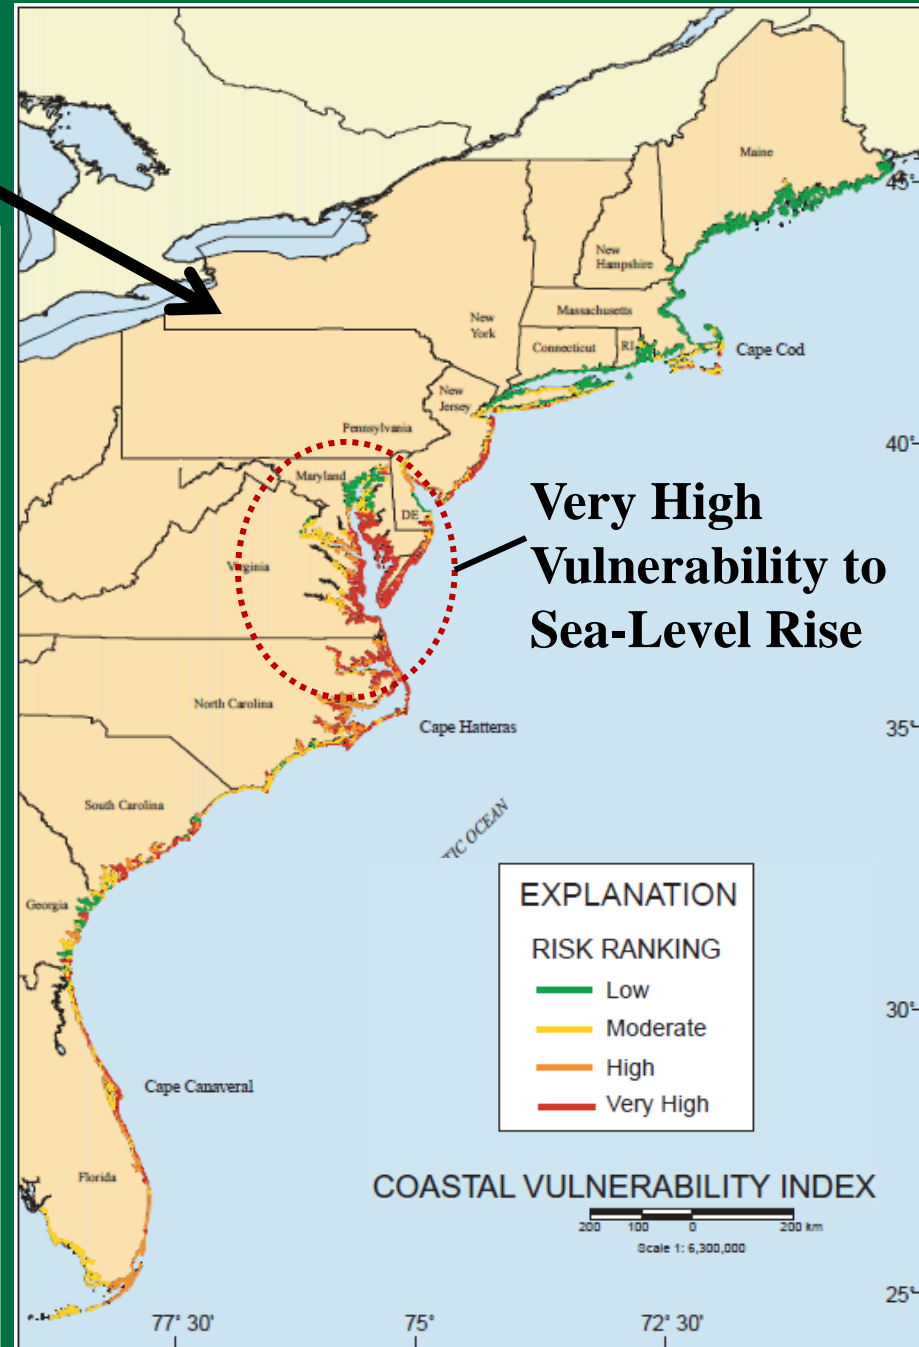 Maine
45°
New
Hampshire
Massachusetts
New
York
Connecticut
RI
Cape Cod
New
Jersey
Pennsylvania
40°
Maryland
DE
Very High
Vulnerability to
Sea-Level Rise
Virginia
North Carolina
Cape Hatteras
35°
South Carolina
TIC OCEAN
Georgia
EXPLANATION
RISK RANKING
Low
Moderate
High
Very High
30°
Cape Canaveral
Florida
COASTAL VULNERABILITY INDEX
200 100 0 200 km
Scale 1: 6,300,000
25°
77° 30' 75° 72° 30'